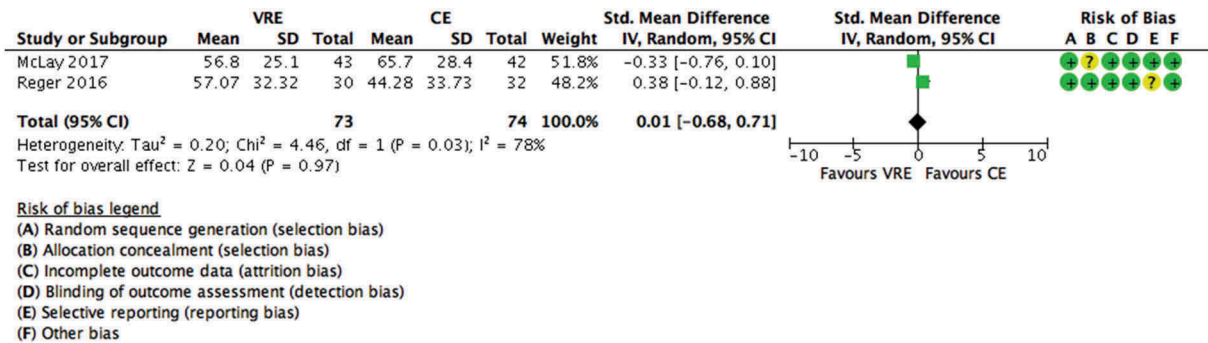 VRE CE Std. Mean Difference Std. Mean Difference Risk of Bias
Study or Subgroup Mean SD Total Mean SD Total Weight IV, Random, 95% CI IV, Random, 95% CI A B C D E F
McLay 2017 56.8 25.1 43 65.7 28.4 42 51.8% -0.33 [-0.76, 0.10] + ? + + + +
Reger 2016 57.07 32.32 30 44.28 33.73 32 48.2% 0.38 [-0.12, 0.88] + + + + ? +
Total (95% CI) 73 74 100.0% 0.01 [-0.68, 0.71]
Heterogeneity: Tau² = 0.20; Chi² = 4.46, df = 1 (P = 0.03); I² = 78%
Test for overall effect: Z = 0.04 (P = 0.97)
-10 -5 0 5 10
Favours VRE Favours CE
Risk of bias legend
(A) Random sequence generation (selection bias)
(B) Allocation concealment (selection bias)
(C) Incomplete outcome data (attrition bias)
(D) Blinding of outcome assessment (detection bias)
(E) Selective reporting (reporting bias)
(F) Other bias